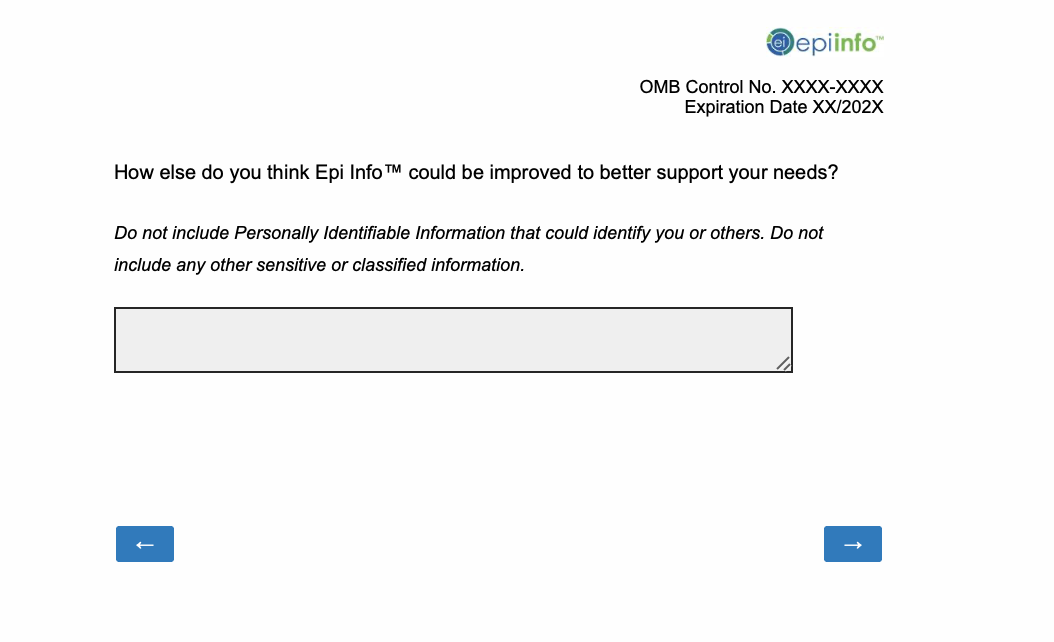 ei epiinfo™
OMB Control No. XXXX-XXXX
Expiration Date XX/202X
How else do you think Epi Info™ could be improved to better support your needs?
Do not include Personally Identifiable Information that could identify you or others. Do not
include any other sensitive or classified information.
← →